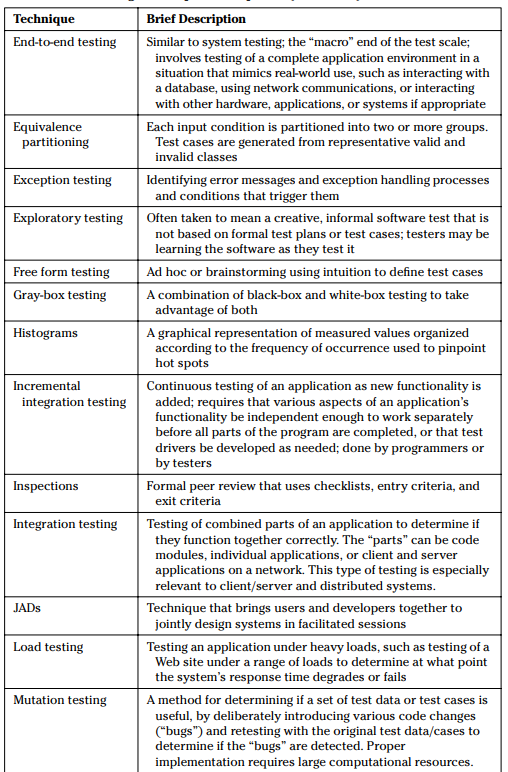 Technique Brief Description
End-to-end testing Similar to system testing; the “macro” end of the test scale;
involves testing of a complete application environment in a
situation that mimics real-world use, such as interacting with
a database, using network communications, or interacting
with other hardware, applications, or systems if appropriate
Equivalence Each input condition is partitioned into two or more groups.
partitioning Test cases are generated from representative valid and
invalid classes
Exception testing Identifying error messages and exception handling processes
and conditions that trigger them
Exploratory testing Often taken to mean a creative, informal software test that is
not based on formal test plans or test cases; testers may be
learning the software as they test it
Free form testing Ad hoc or brainstorming using intuition to define test cases
Gray-box testing A combination of black-box and white-box testing to take
advantage of both
Histograms A graphical representation of measured values organized
according to the frequency of occurrence used to pinpoint
hot spots
Incremental Continuous testing of an application as new functionality is
integration testing added; requires that various aspects of an application’s
functionality be independent enough to work separately
before all parts of the program are completed, or that test
drivers be developed as needed; done by programmers or
by testers
Inspections Formal peer review that uses checklists, entry criteria, and
exit criteria
Integration testing Testing of combined parts of an application to determine if
they function together correctly. The “parts” can be code
modules, individual applications, or client and server
applications on a network. This type of testing is especially
relevant to client/server and distributed systems.
JADs Technique that brings users and developers together to
jointly design systems in facilitated sessions
Load testing Testing an application under heavy loads, such as testing of a
Web site under a range of loads to determine at what point
the system’s response time degrades or fails
Mutation testing A method for determining if a set of test data or test cases is
useful, by deliberately introducing various code changes
(“bugs”) and retesting with the original test data/cases to
determine if the “bugs” are detected. Proper
implementation requires large computational resources.